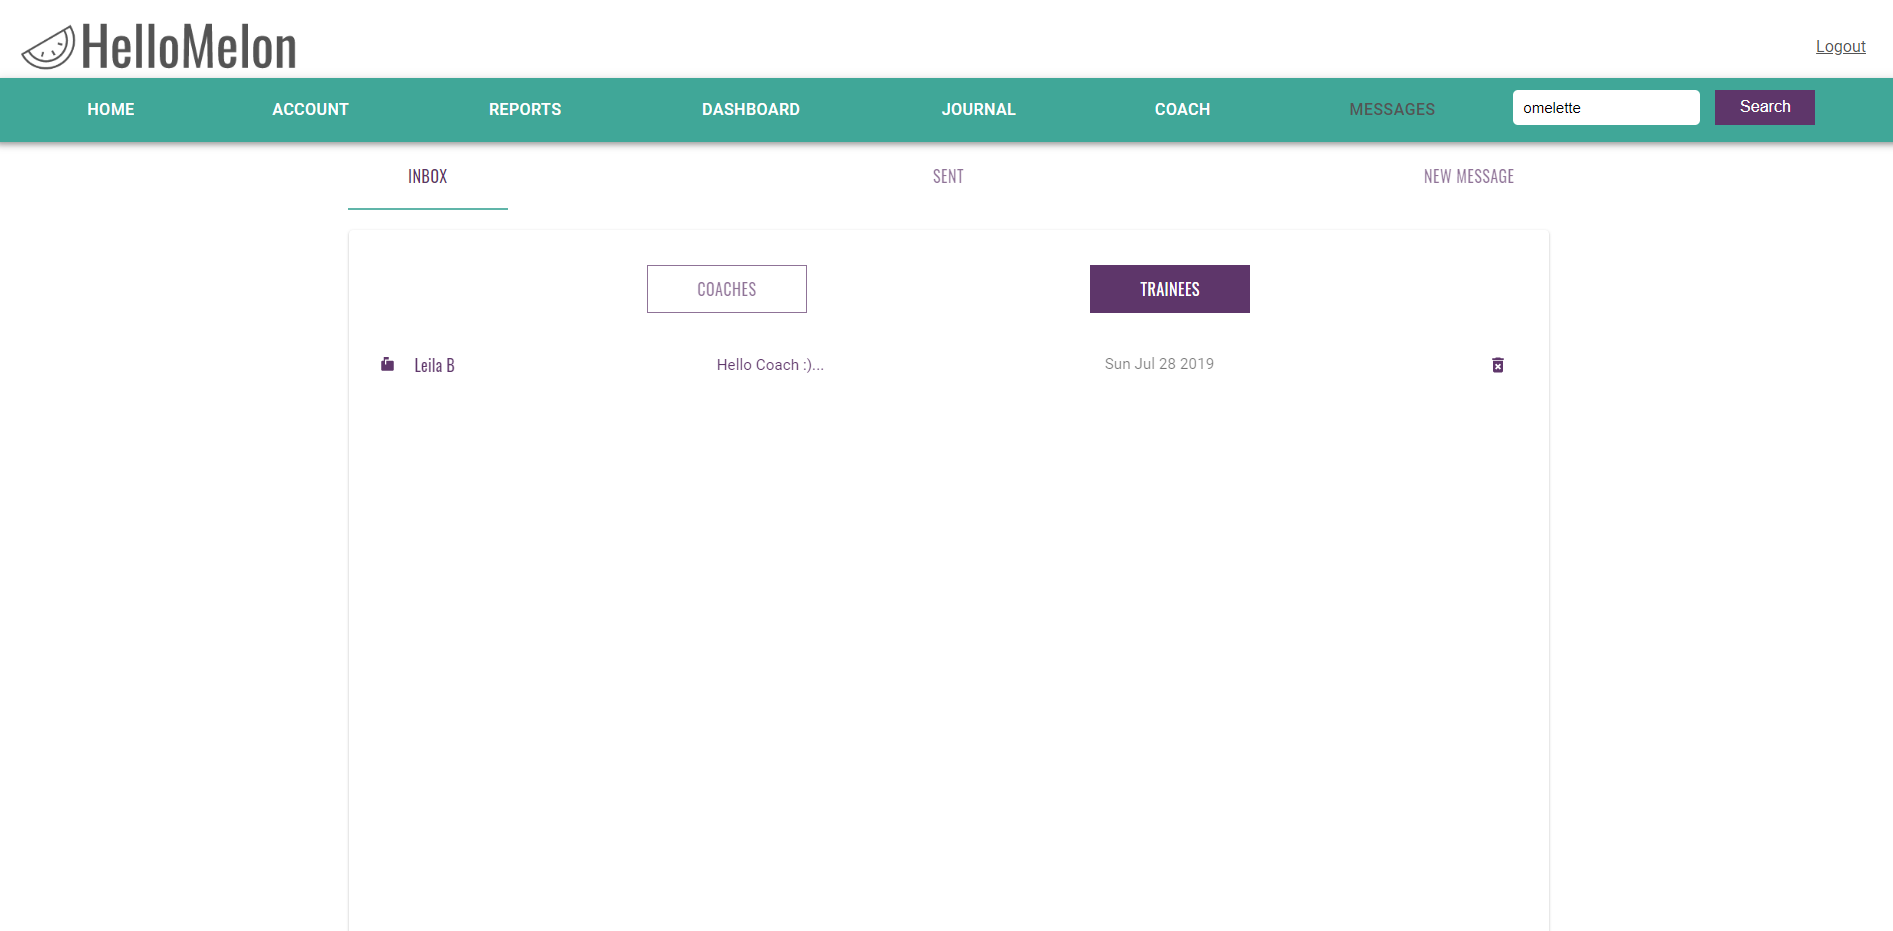 HelloMelon
Logout
HOME ACCOUNT REPORTS DASHBOARD JOURNAL COACH MESSAGES omelette Search
INBOX SENT NEW MESSAGE
COACHES TRAINEES
Leila B Hello Coach :)... Sun Jul 28 2019